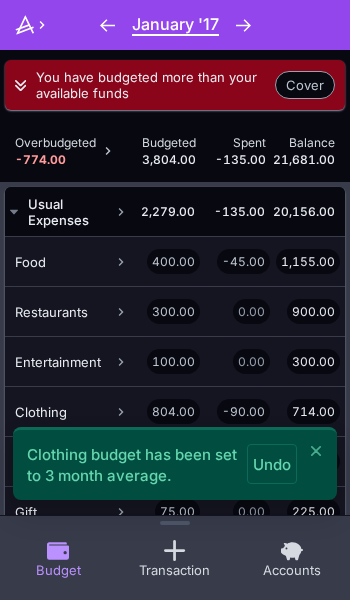 January '17
You have budgeted more than your
available funds
Cover
Overbudgeted Budgeted Spent Balance
-774.00 3,804.00 -135.00 21,681.00
Usual
Expenses
2,279.00 -135.00 20,156.00
Food 400.00 -45.00 1,155.00
Restaurants 300.00 0.00 900.00
Entertainment 100.00 0.00 300.00
Clothing 804.00 -90.00 714.00
Clothing budget has been set
to 3 month average.
Undo
Gift 75.00 0.00 225.00
Budget Transaction Accounts